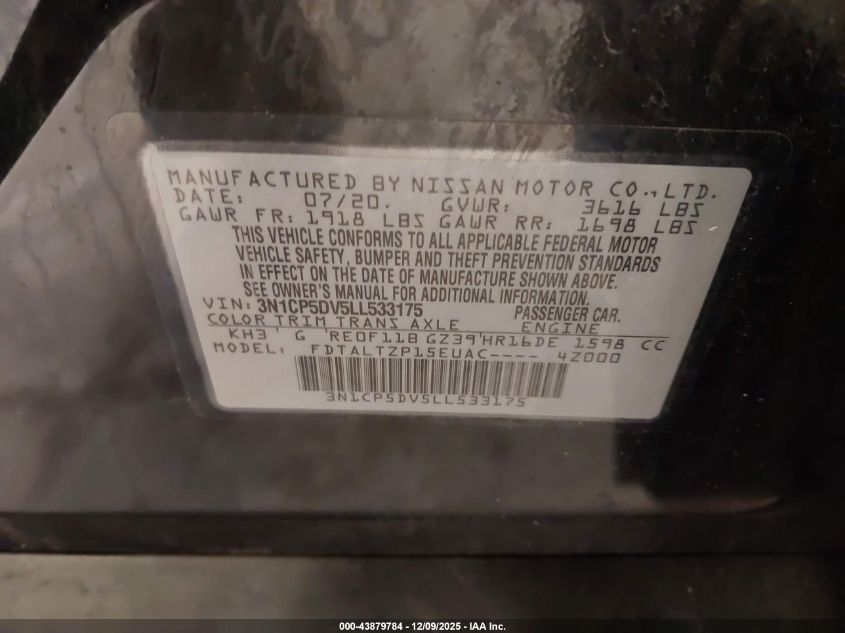 MANUFACTURED BY NISSAN MOTOR CO., LTD.
DATE: 07/20. GVWR: 3616 LBS
GAWR FR: 1918 LBS GAWR RR: 1698 LBS
THIS VEHICLE CONFORMS TO ALL APPLICABLE FEDERAL MOTOR
VEHICLE SAFETY, BUMPER AND THEFT PREVENTION STANDARDS
IN EFFECT ON THE DATE OF MANUFACTURE SHOWN ABOVE.
SEE OWNER'S MANUAL FOR ADDITIONAL INFORMATION.
VIN: 3N1CP5DV5LL533175 PASSENGER CAR.
COLOR TRIM TRANS AXLE ENGINE
KH3 ' G 'RE0F11B GZ39'HR16DE 1598 CC
MODEL: FDTALTZP15EUAC---- 4Z000
3N1CP5DV5LL533175
000-43879784 | 12/09/2025 - IAA Inc.